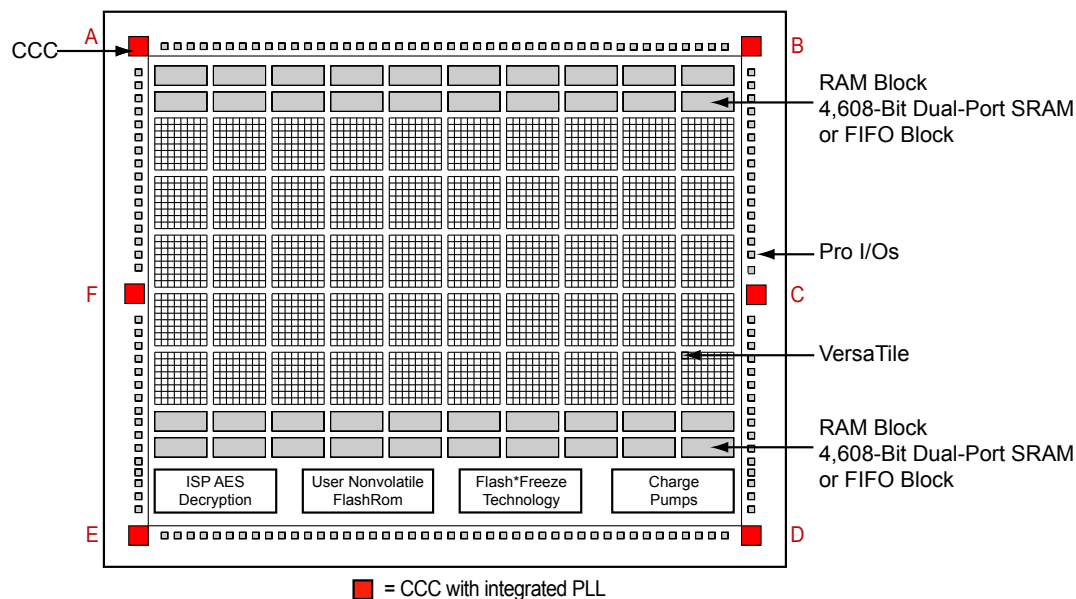 A
CCC
B
RAM Block
4,608-Bit Dual-Port SRAM
or FIFO Block
Pro I/Os
F
C
VersaTile
RAM Block
4,608-Bit Dual-Port SRAM
or FIFO Block
ISP AES
Decryption
User Nonvolatile
FlashRom
Flash*Freeze
Technology
Charge
Pumps
E
D
= CCC with integrated PLL